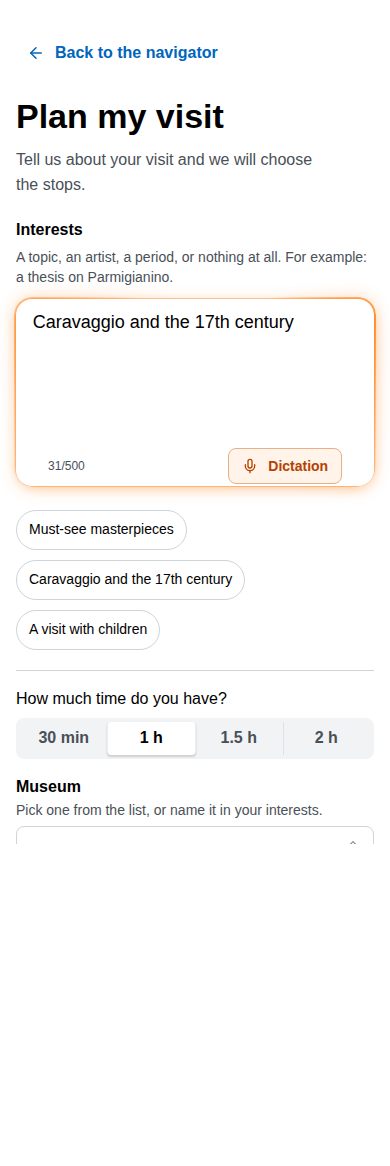 Back to the navigator
Plan my visit
Tell us about your visit and we will choose
the stops.
Interests
A topic, an artist, a period, or nothing at all. For example:
a thesis on Parmigianino.
Caravaggio and the 17th century
31/500
Dictation
Must-see masterpieces
Caravaggio and the 17th century
A visit with children
How much time do you have?
30 min 1 h 1.5 h 2 h
Museum
Pick one from the list, or name it in your interests.